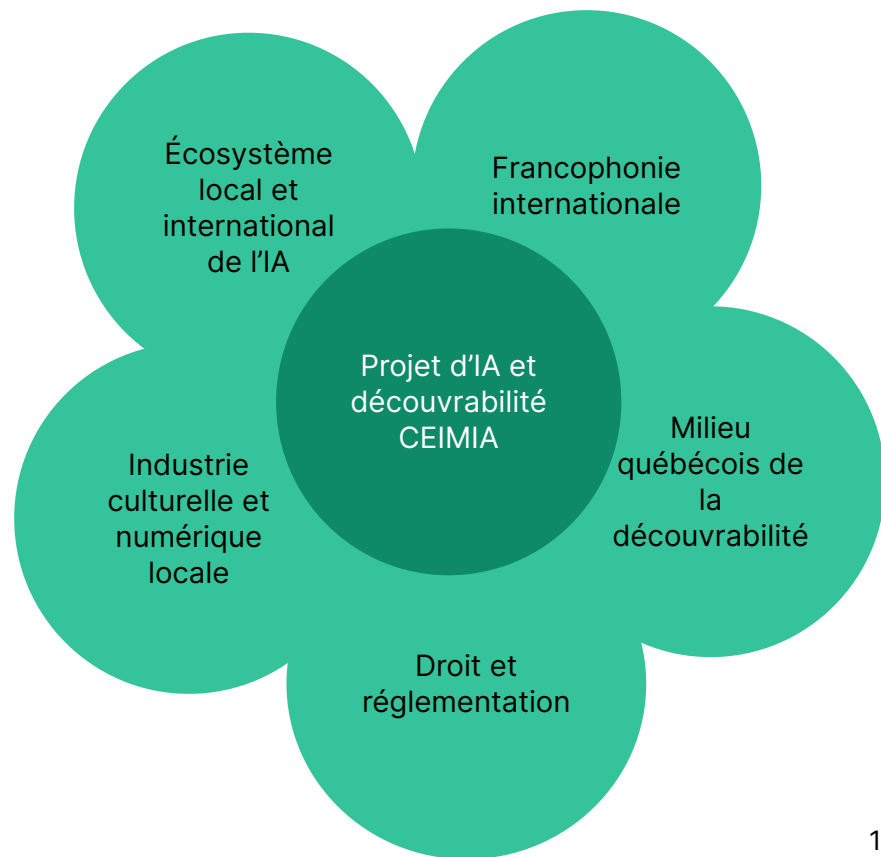 Écosystème
local et
international
de l'IA
Francophonie
internationale
Projet d'IA et
découvrabilité
CEIMIA
Milieu
québécois de
la
découvrabilité
Industrie
culturelle et
numérique
locale
Droit et
réglementation
1